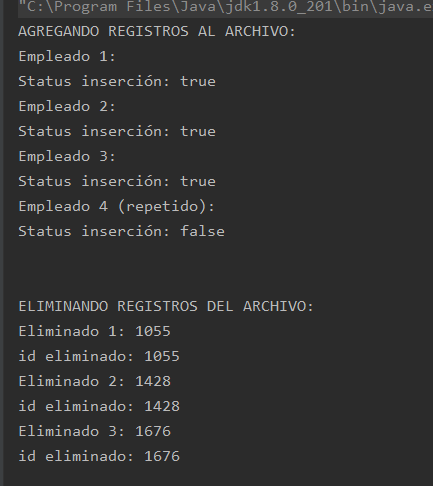 "C:\Program Files\Java\jdk1.8.0_201\bin\java.e
AGREGANDO REGISTROS AL ARCHIVO:
Empleado 1:
Status inserción: true
Empleado 2:
Status inserción: true
Empleado 3:
Status inserción: true
Empleado 4 (repetido):
Status inserción: false
ELIMINANDO REGISTROS DEL ARCHIVO:
Eliminado 1: 1055
id eliminado: 1055
Eliminado 2: 1428
id eliminado: 1428
Eliminado 3: 1676
id eliminado: 1676